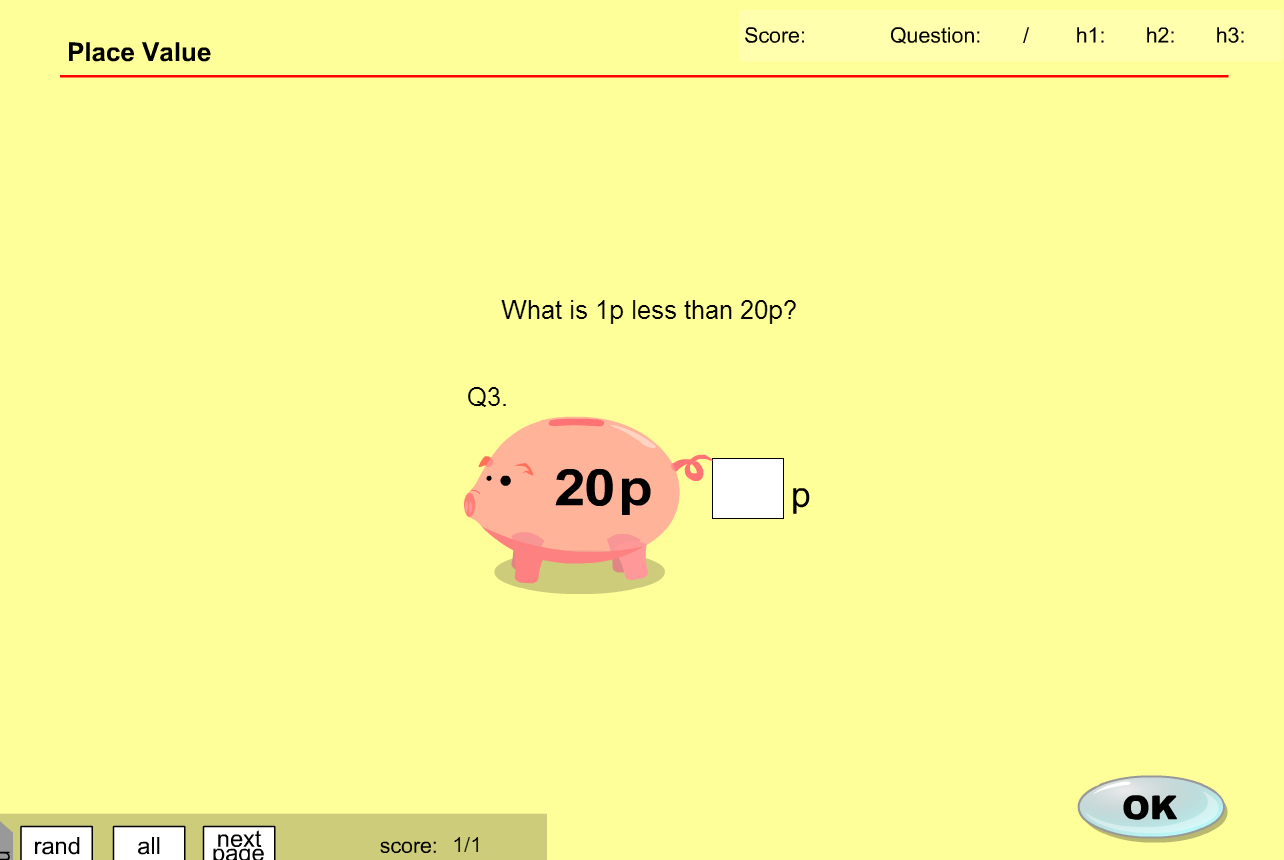 Place Value
Score: Question: / h1: h2: h3:
What is 1p less than 20p?
Q3.
20p
p
OK
rand
all
next
page
score: 1/1